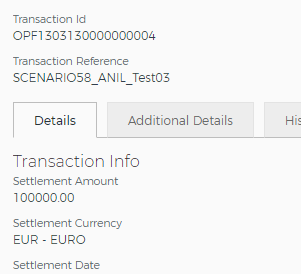 Transaction Id
OPF1303130000000004
Transaction Reference
SCENARIO58_ANIL_Test03
Details Additional Details His
Transaction Info
Settlement Amount
100000.00
Settlement Currency
EUR - EURO
Settlement Date